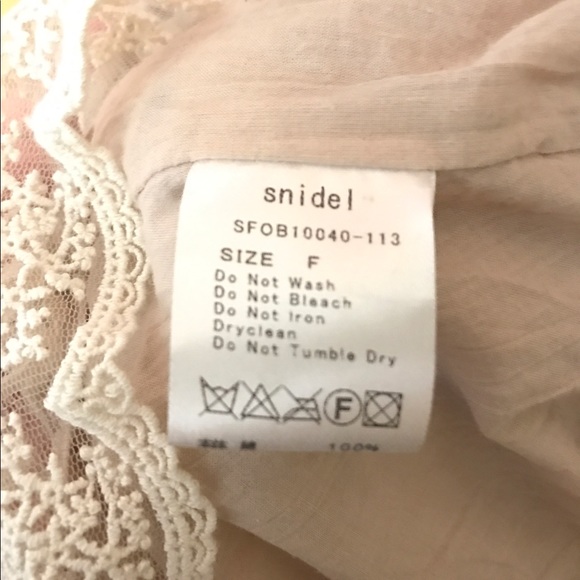 snidel
SFOB10040-113
SIZE F
Do Not Wash
Do Not Bleach
Do Not Iron
Dryclean
Do Not Tumble Dry
F
100%